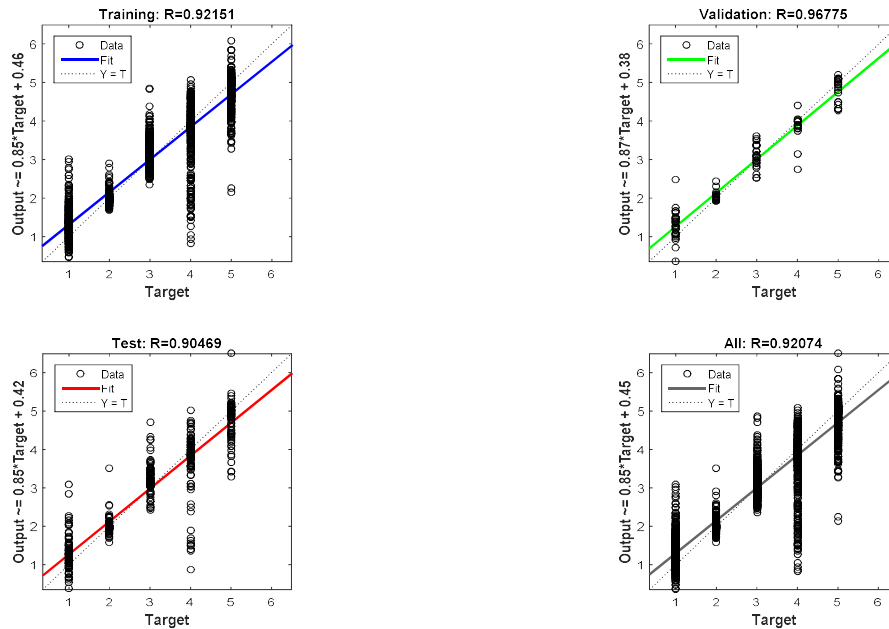 Training: R=0.92151
Output ~= 0.85*Target + 0.46
6
5
4
3
2
1
Data
Fit
Y = T
1 2 3 4 5 6
Target
Validation: R=0.96775
Output ~= 0.87*Target + 0.38
6
5
4
3
2
1
Data
Fit
Y = T
1 2 3 4 5 6
Target
Test: R=0.90469
Output ~= 0.85*Target + 0.42
6
5
4
3
2
1
Data
Fit
Y = T
1 2 3 4 5 6
Target
All: R=0.92074
Output ~= 0.85*Target + 0.45
6
5
4
3
2
1
Data
Fit
Y = T
1 2 3 4 5 6
Target